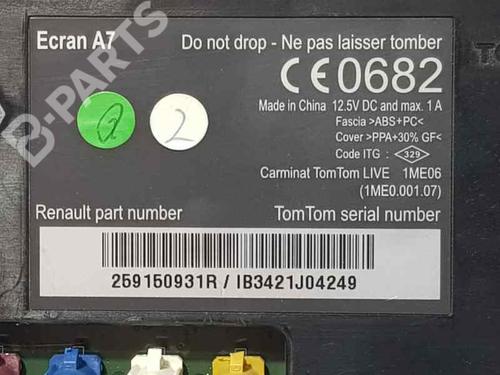 Ecran A7
Do not drop - Ne pas laisser tomber
CE0682
Made in China 12.5V DC and max. 1 A
Fascia >ABS+PC<
Cover >PPA+30% GF<
Code ITG : 329
Carminat TomTom LIVE 1ME06
(1ME0.001.07)
Renault part number
TomTom serial number
259150931R / IB3421J04249
B-PARTS
2